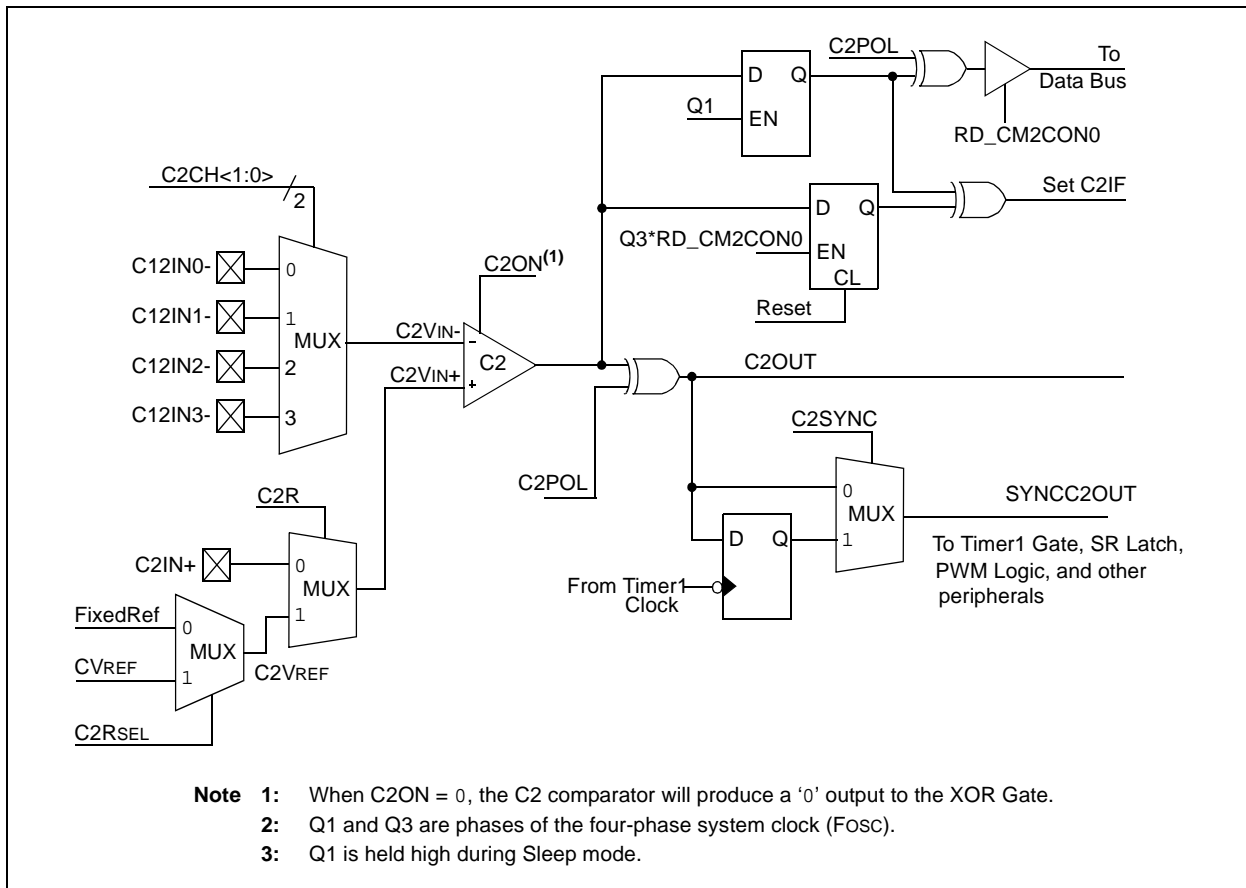 C2POL
To
Data Bus
D Q
Q1
EN
RD_CM2CON0
C2CH<1:0>
2
Set C2IF
D Q
Q3*RD_CM2CON0
EN
CL
Reset
C12IN0-
0
C2ON(1)
C12IN1-
1
MUX
C2VIN-
-
C2
C12IN2-
2
C2VIN+
+
C12IN3-
3
C2OUT
C2SYNC
C2POL
0
MUX
1
SYNCC2OUT
D Q
From Timer1
Clock
To Timer1 Gate, SR Latch,
PWM Logic, and other
peripherals
C2R
C2IN+
0
MUX
1
FixedRef
0
MUX
CVREF
1
C2VREF
C2RSEL
Note 1: When C2ON = 0, the C2 comparator will produce a ‘0’ output to the XOR Gate.
2: Q1 and Q3 are phases of the four-phase system clock (FOSC).
3: Q1 is held high during Sleep mode.